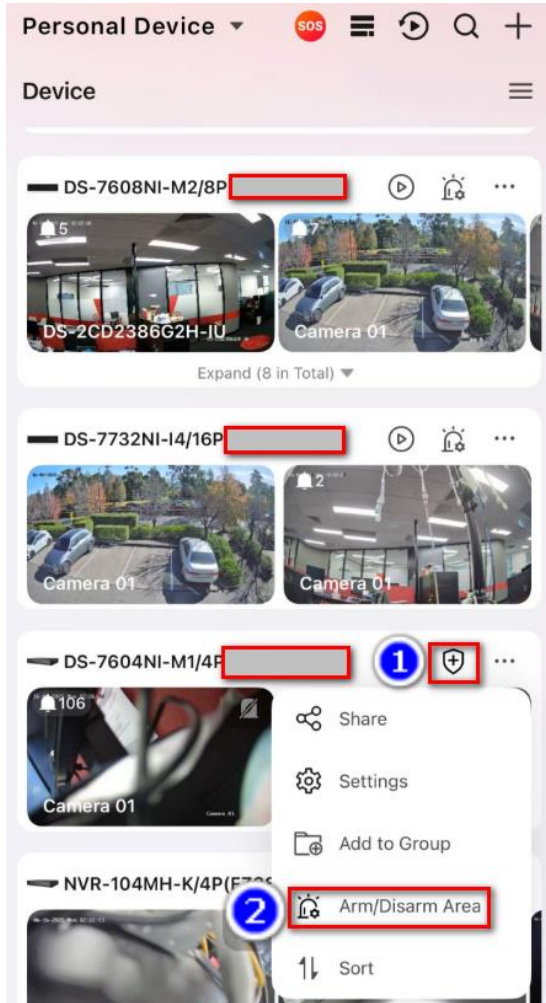 Personal Device
SOS
Device
DS-7608NI-M2/8P
5
7
DS-2CD2386G2H-IU
Camera 01
Expand (8 in Total)
DS-7732NI-I4/16P
2
Camera 01
Camera 01
DS-7604NI-M1/4P
1
106
Camera 01
Camera 01
Share
Settings
Add to Group
NVR-104MH-K/4P
2
Arm/Disarm Area
Sort